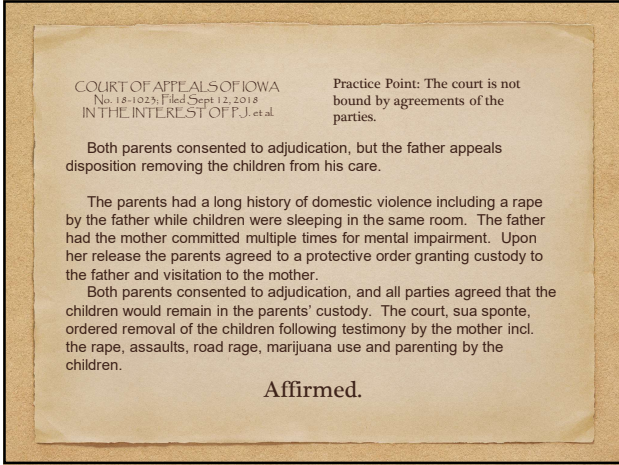 COURT OF APPEALS OF IOWA
No. 18-1023; Filed Sept 12, 2018
IN THE INTEREST OF P.J. et al.
Practice Point: The court is not
bound by agreements of the
parties.
Both parents consented to adjudication, but the father appeals
disposition removing the children from his care.
The parents had a long history of domestic violence including a rape
by the father while children were sleeping in the same room. The father
had the mother committed multiple times for mental impairment. Upon
her release the parents agreed to a protective order granting custody to
the father and visitation to the mother.
Both parents consented to adjudication, and all parties agreed that the
children would remain in the parents' custody. The court, sua sponte,
ordered removal of the children following testimony by the mother incl.
the rape, assaults, road rage, marijuana use and parenting by the
children.
Affirmed.